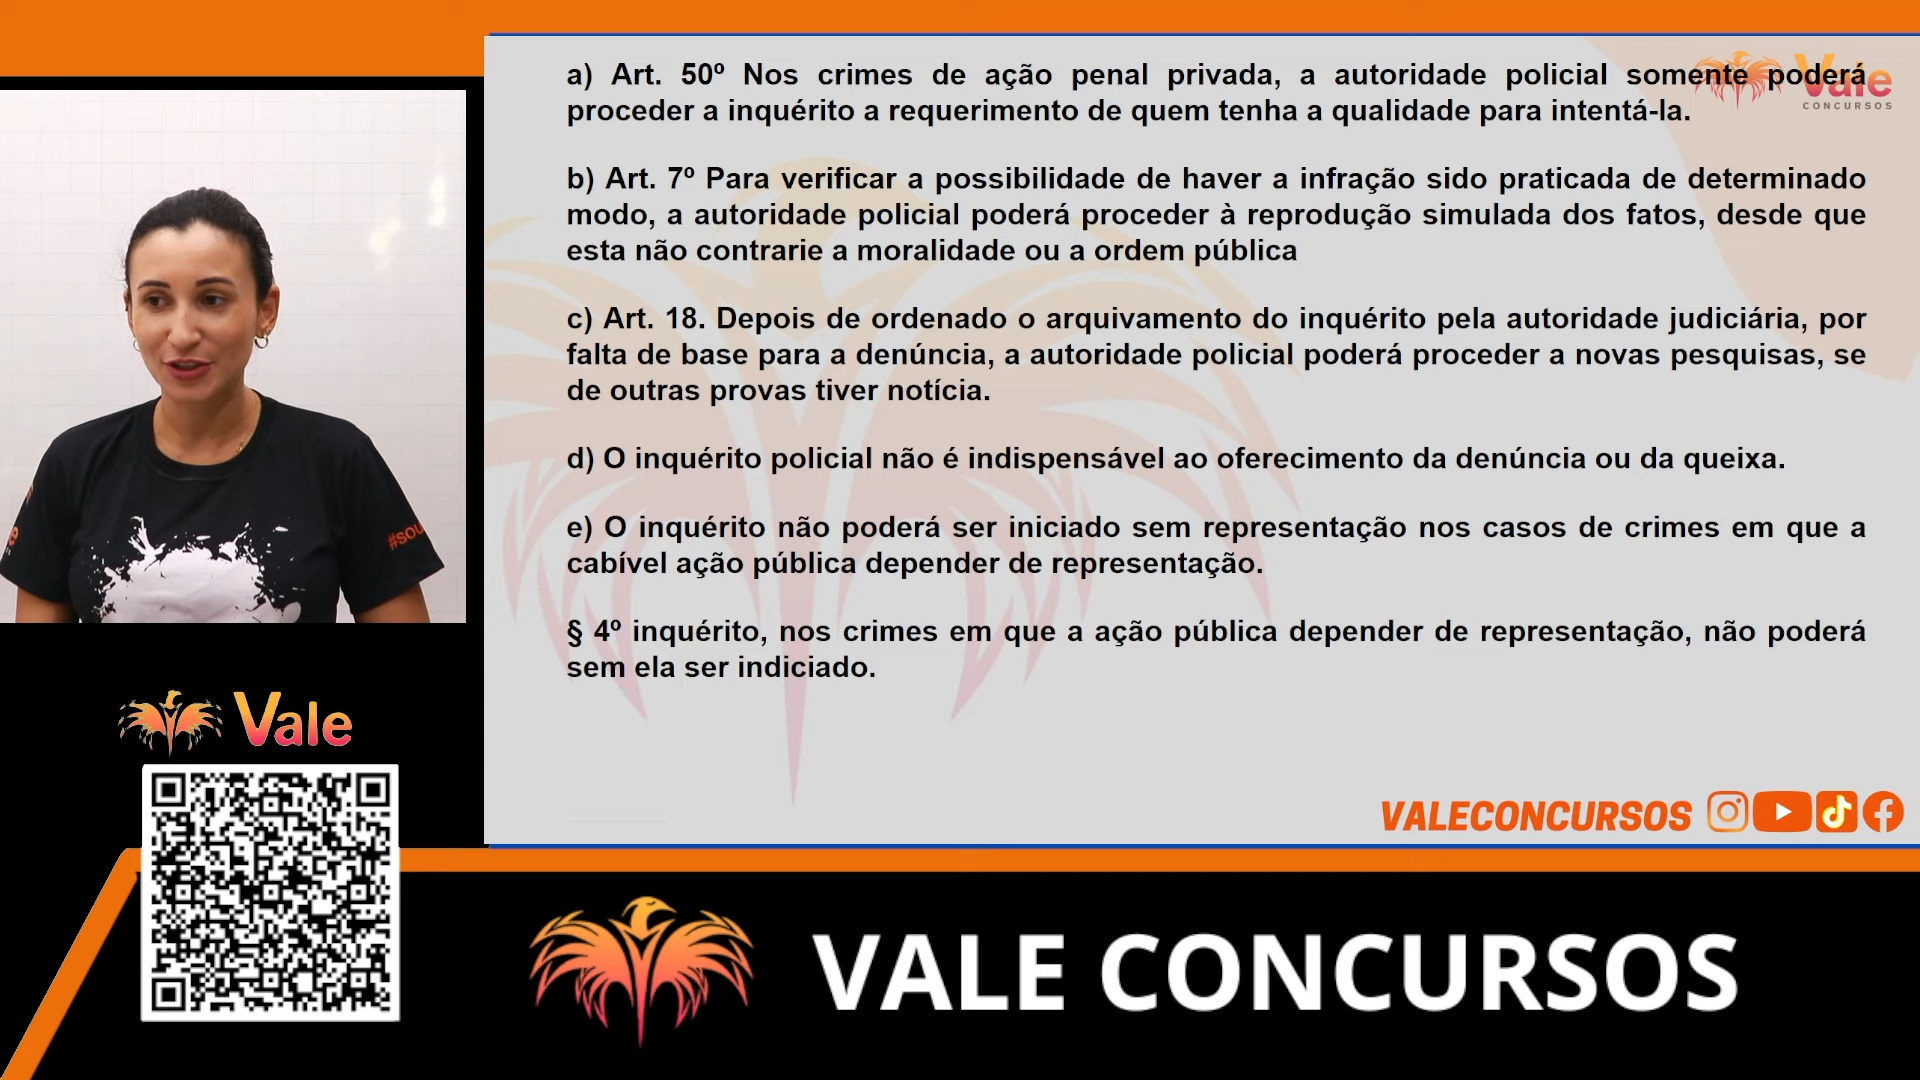 a) Art. 50º Nos crimes de ação penal privada, a autoridade policial somente poderá
proceder a inquérito a requerimento de quem tenha a qualidade para intentá-la.
Vale
CONCURSOS
b) Art. 7º Para verificar a possibilidade de haver a infração sido praticada de determinado
modo, a autoridade policial poderá proceder à reprodução simulada dos fatos, desde que
esta não contrarie a moralidade ou a ordem pública
c) Art. 18. Depois de ordenado o arquivamento do inquérito pela autoridade judiciária, por
falta de base para a denúncia, a autoridade policial poderá proceder a novas pesquisas, se
de outras provas tiver notícia.
d) O inquérito policial não é indispensável ao oferecimento da denúncia ou da queixa.
e) O inquérito não poderá ser iniciado sem representação nos casos de crimes em que a
cabível ação pública depender de representação.
§ 4º inquérito, nos crimes em que a ação pública depender de representação, não poderá
sem ela ser indiciado.
#sou
Vale
VALECONCURSOS
VALE CONCURSOS